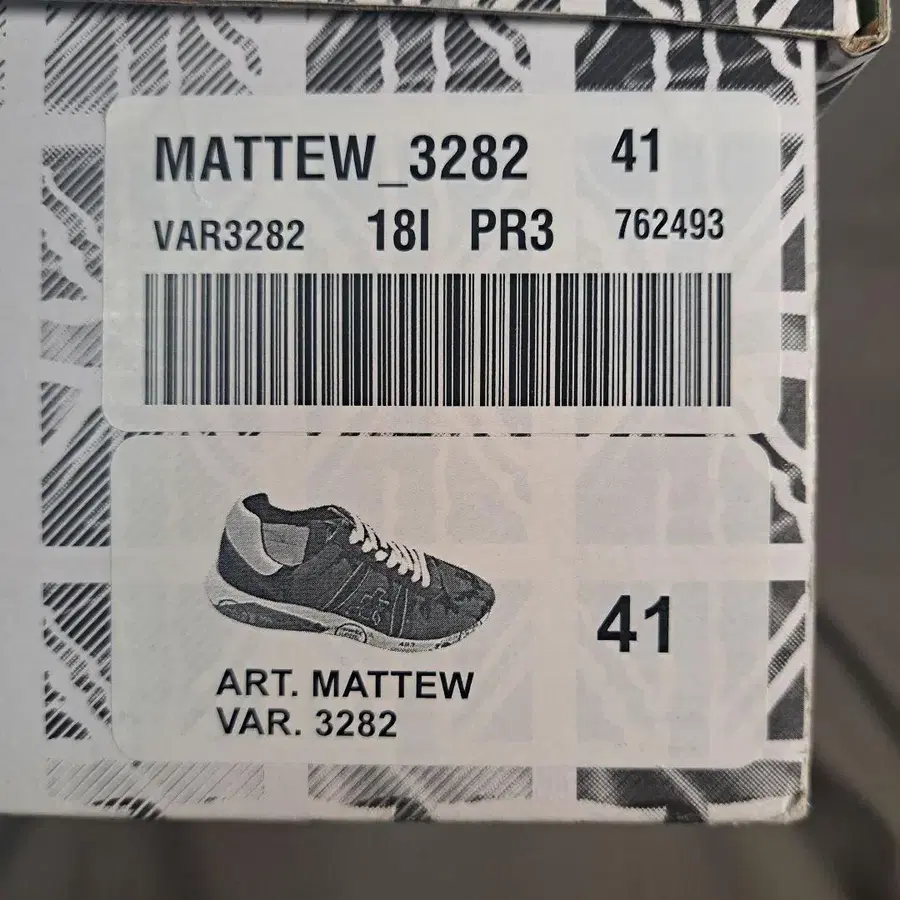 MATTEW_3282 41
VAR3282 18I PR3 762493
ART. MATTEW
VAR. 3282
41